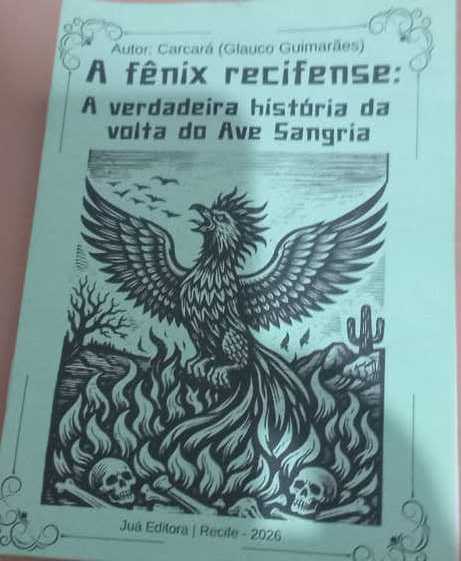 Autor: Carcará (Glauco Guimarães)
A fênix recifense:
A verdadeira história da
volta do Ave Sangria
Juá Editora | Recife - 2026